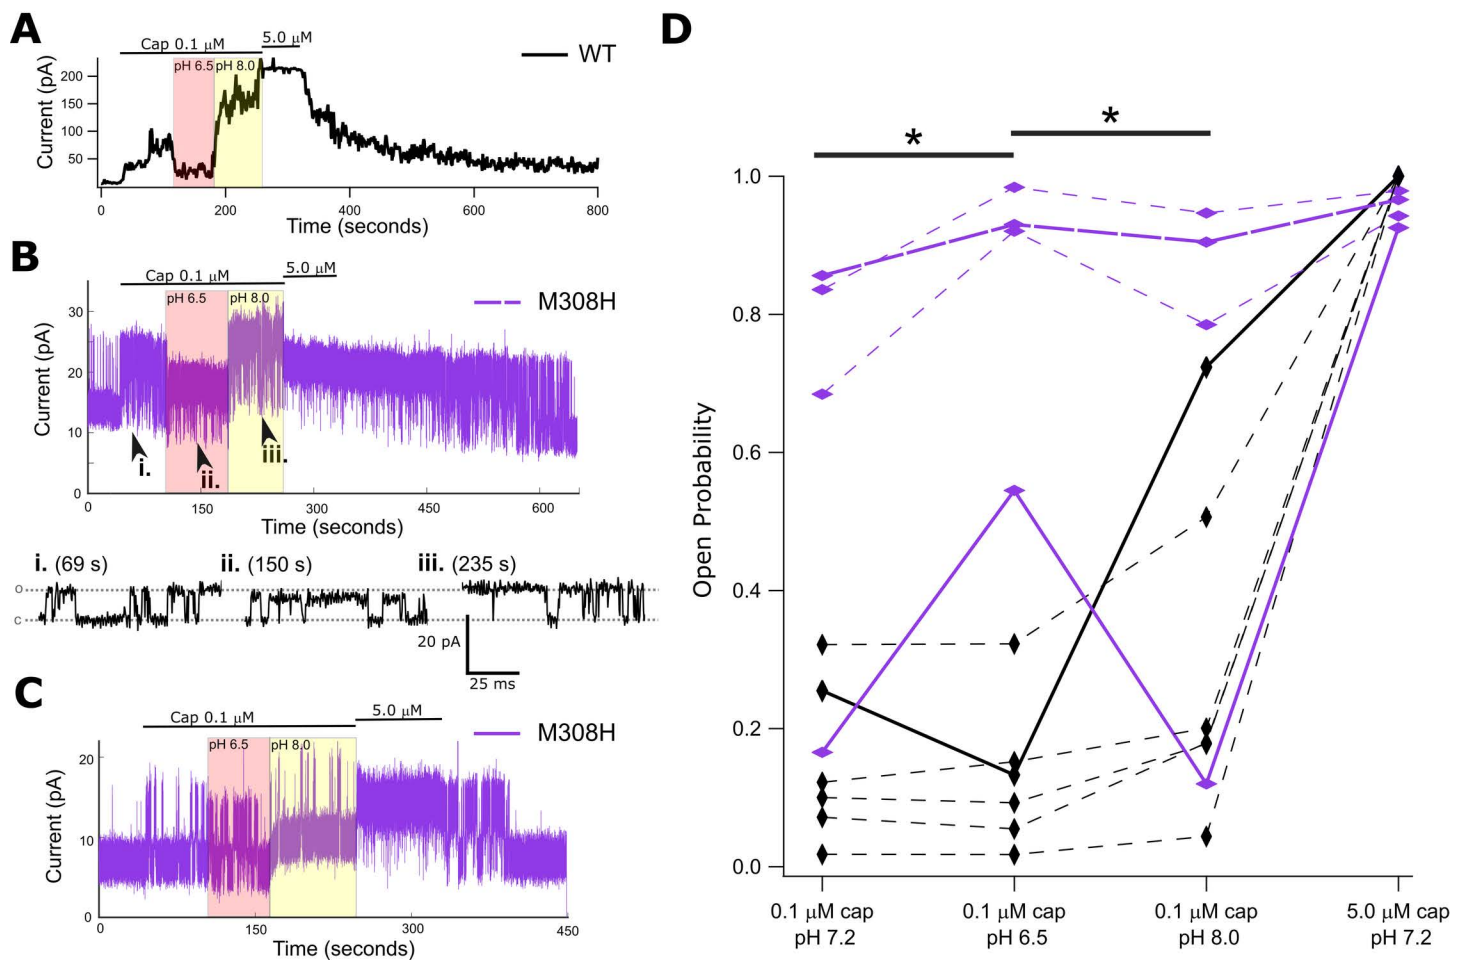 A
Cap 0.1 μM
5.0 μM
WT
pH 6.5
pH 8.0
Current (pA)
200
150
100
50
0
200
400
600
800
Time (seconds)
B
Cap 0.1 μM
5.0 μM
M308H
pH 6.5
pH 8.0
Current (pA)
30
20
10
0
i.
ii.
iii.
0
150
300
450
600
Time (seconds)
i. (69 s)
ii. (150 s)
iii. (235 s)
o
c
20 pA
25 ms
C
Cap 0.1 μM
5.0 μM
M308H
pH 6.5
pH 8.0
Current (pA)
20
10
0
0
150
300
450
Time (seconds)
D
*
*
Open Probability
1.0
0.8
0.6
0.4
0.2
0.0
0.1 μM cap
pH 7.2
0.1 μM cap
pH 6.5
0.1 μM cap
pH 8.0
5.0 μM cap
pH 7.2